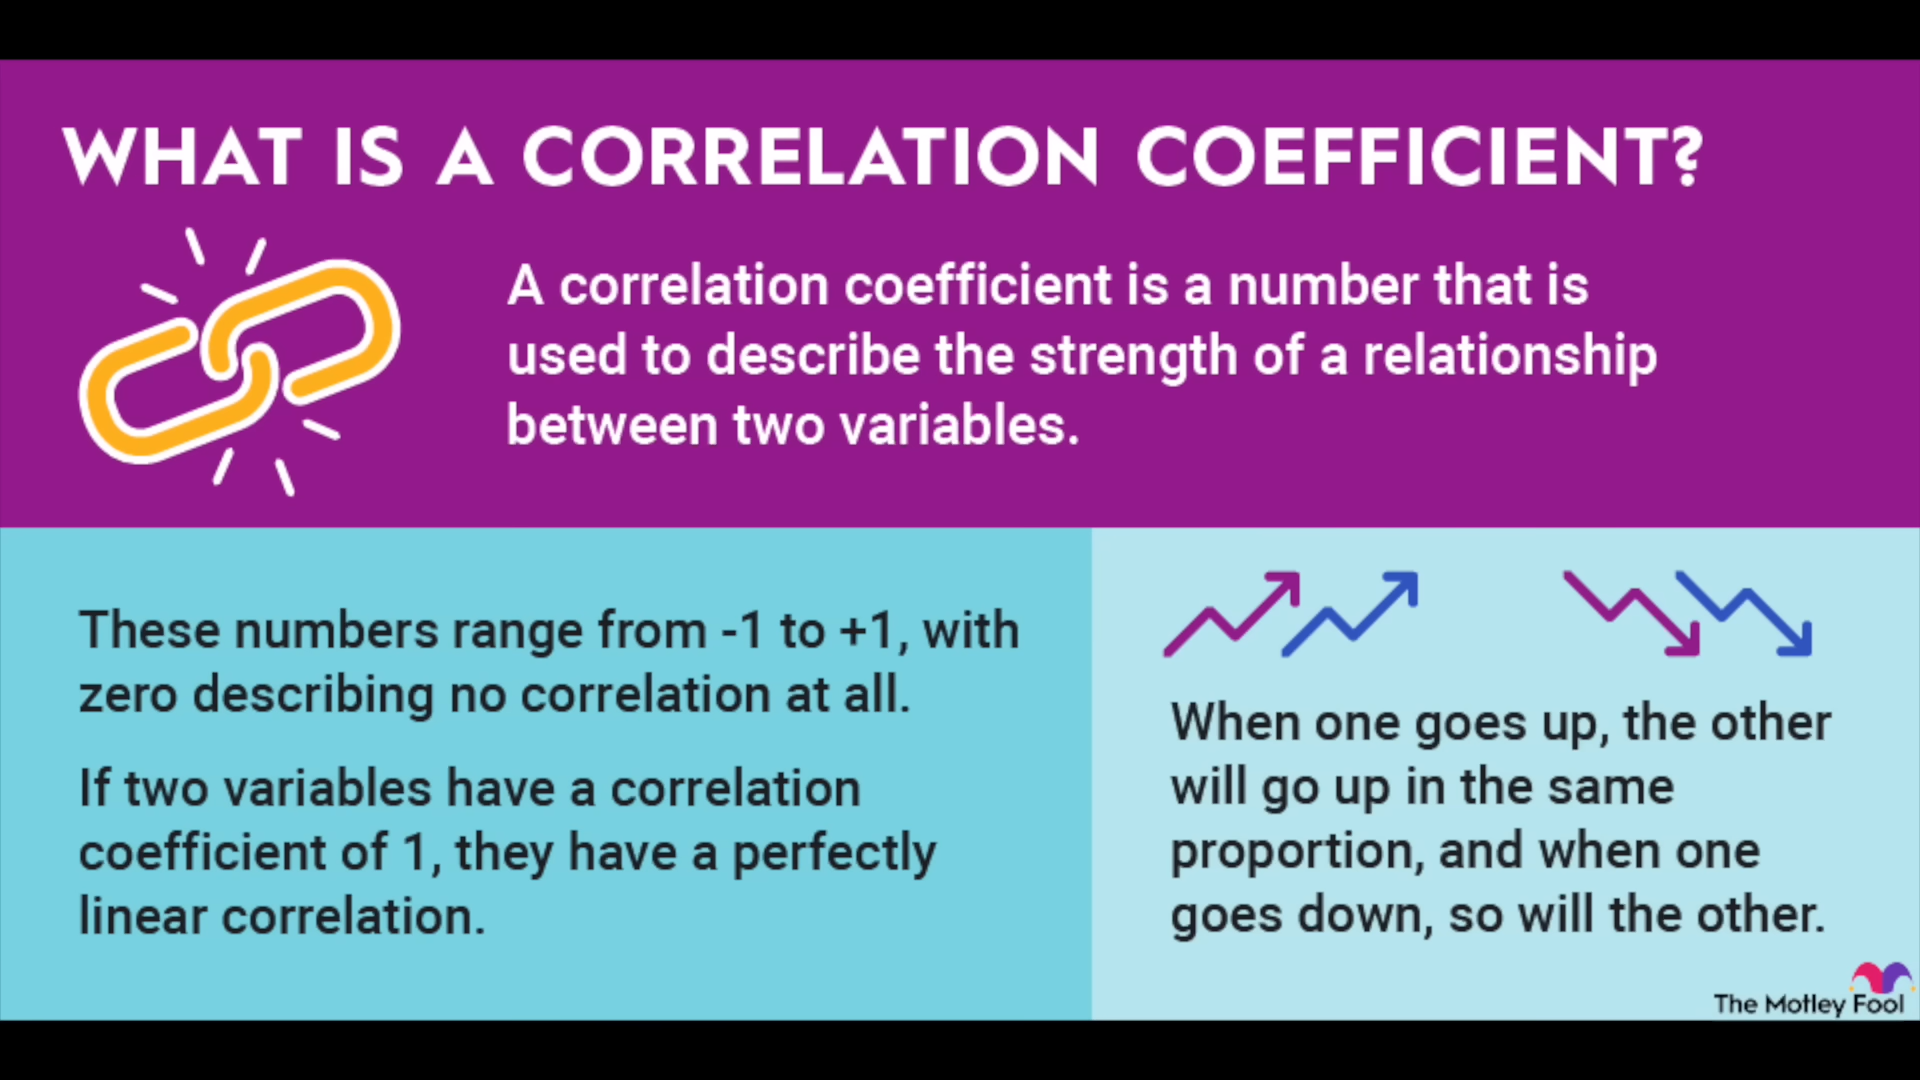 WHAT IS A CORRELATION COEFFICIENT?
A correlation coefficient is a number that is
used to describe the strength of a relationship
between two variables.
These numbers range from -1 to +1, with
zero describing no correlation at all.
If two variables have a correlation
coefficient of 1, they have a perfectly
linear correlation.
When one goes up, the other
will go up in the same
proportion, and when one
goes down, so will the other.
The Motley Fool